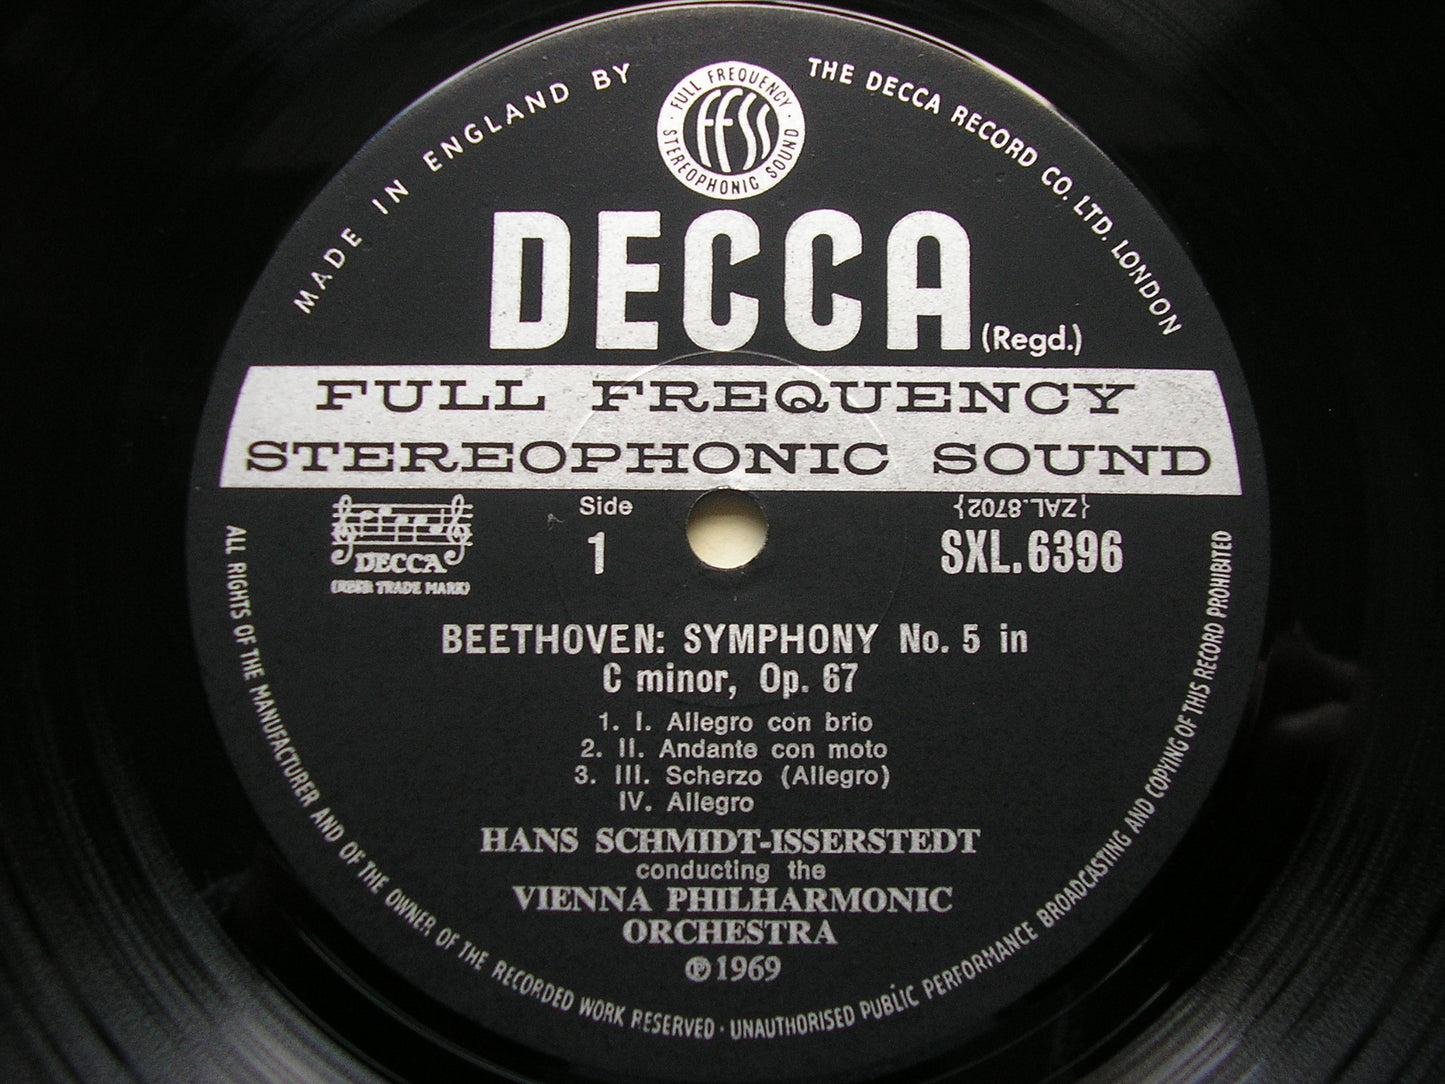 MADE IN ENGLAND BY
THE DECCA RECORD CO. LTD. LONDON
FULL FREQUENCY
FFSS
STEREOPHONIC SOUND
DECCA
(Regd.)
FULL FREQUENCY
STEREOPHONIC SOUND
DECCA
(REGD TRADE MARK)
Side
1
{ZAL.8702}
SXL.6396
BEETHOVEN: SYMPHONY No. 5 in
C minor, Op. 67
1. I. Allegro con brio
2. II. Andante con moto
3. III. Scherzo (Allegro)
IV. Allegro
HANS SCHMIDT-ISSERSTEDT
conducting the
VIENNA PHILHARMONIC
ORCHESTRA
℗1969
ALL RIGHTS OF THE MANUFACTURER AND OF THE OWNER OF THE RECORDED WORK RESERVED · UNAUTHORISED PUBLIC PERFORMANCE BROADCASTING AND COPYING OF THIS RECORD PROHIBITED